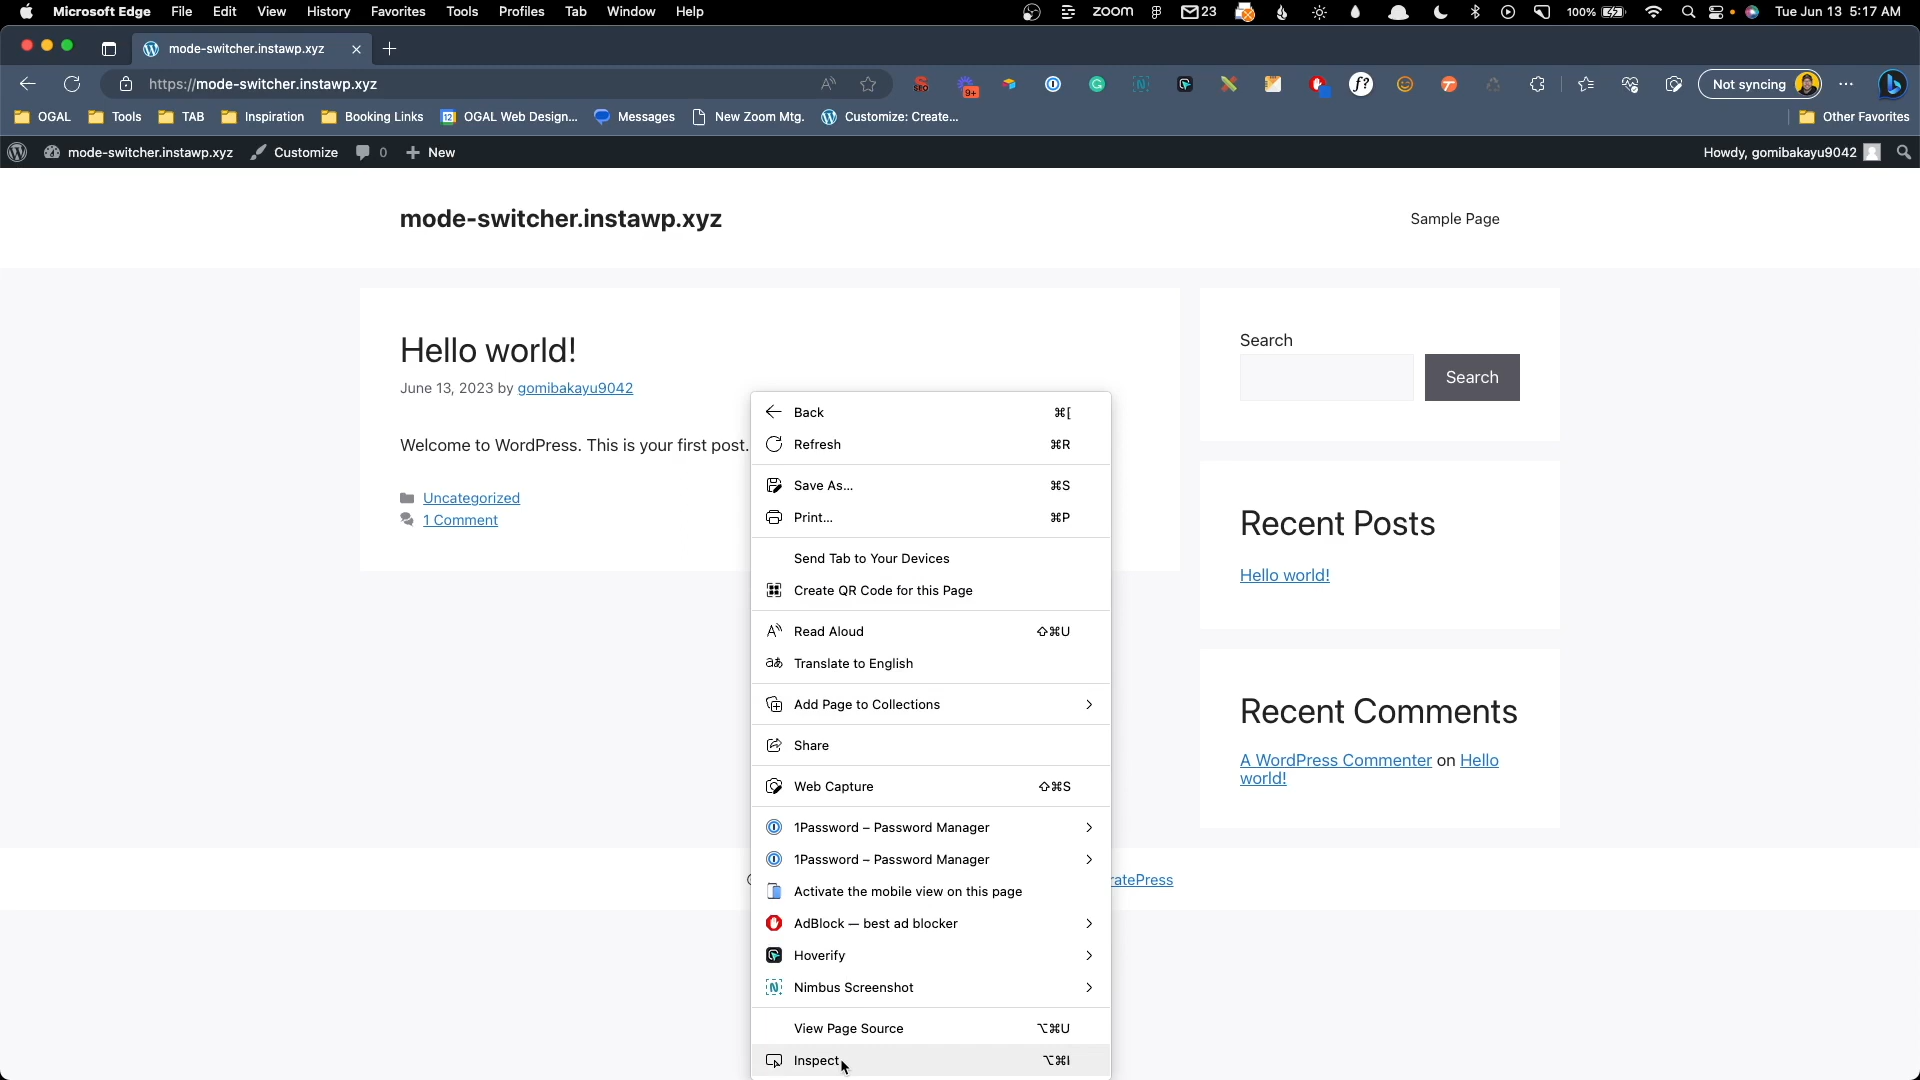 Microsoft Edge File Edit View History Favorites Tools Profiles Tab Window Help zoom 23 100% Tue Jun 13 5:17 AM
mode-switcher.instawp.xyz
https://mode-switcher.instawp.xyz
SEO 9+ f? Not syncing
OGAL Tools TAB Inspiration Booking Links 12 OGAL Web Design... Messages New Zoom Mtg. Customize: Create... Other Favorites
mode-switcher.instawp.xyz Customize 0 New Howdy, gomibakayu9042
mode-switcher.instawp.xyz
Sample Page
Hello world!
June 13, 2023 by gomibakayu9042
Welcome to WordPress. This is your first post.
Uncategorized
1 Comment
Back ⌘[
Refresh ⌘R
Save As... ⌘S
Print... ⌘P
Send Tab to Your Devices
Create QR Code for this Page
Read Aloud ⇧⌘U
Translate to English
Add Page to Collections
Share
Web Capture ⇧⌘S
1Password – Password Manager
1Password – Password Manager
Activate the mobile view on this page
AdBlock — best ad blocker
Hoverify
Nimbus Screenshot
View Page Source ⌥⌘U
Inspect ⌥⌘I
Search
Search
Recent Posts
Hello world!
Recent Comments
A WordPress Commenter on Hello
world!
ratePress